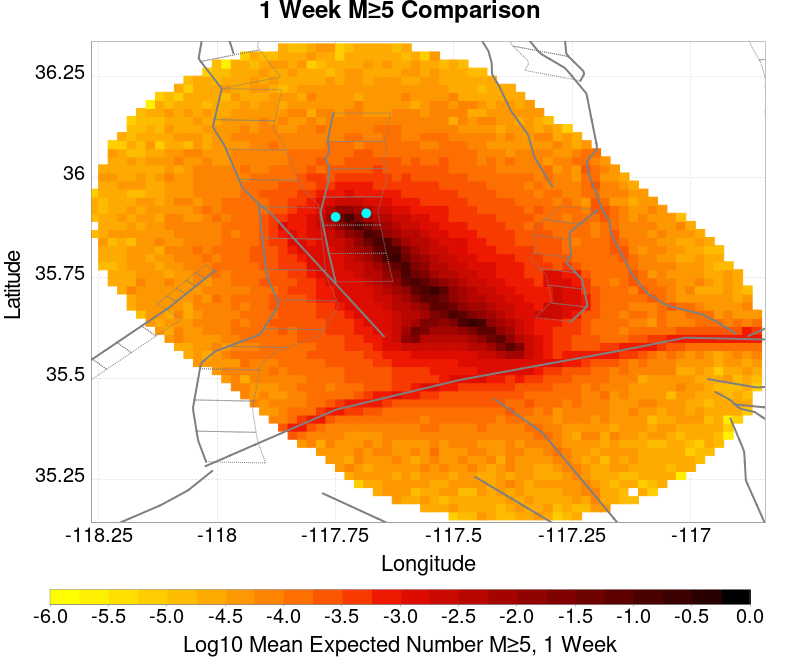 1 Week M≥5 Comparison
36.25
36
35.75
35.5
35.25
Latitude
-118.25 -118 -117.75 -117.5 -117.25 -117
Longitude
-6.0 -5.5 -5.0 -4.5 -4.0 -3.5 -3.0 -2.5 -2.0 -1.5 -1.0 -0.5 0.0
Log10 Mean Expected Number M≥5, 1 Week